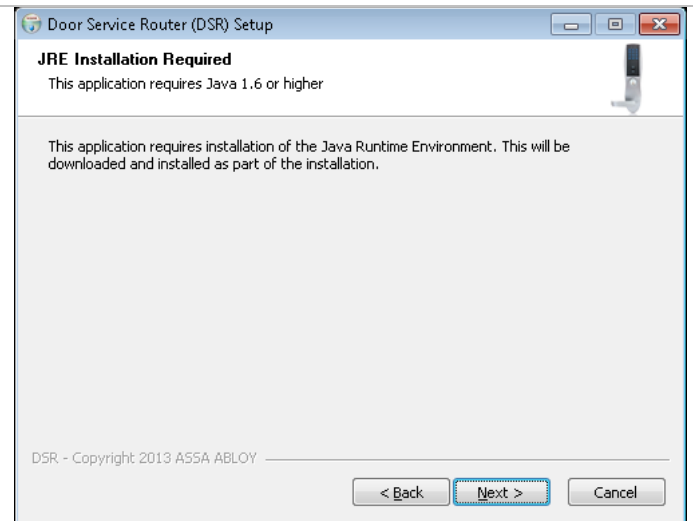 Door Service Router (DSR) Setup
JRE Installation Required
This application requires Java 1.6 or higher
This application requires installation of the Java Runtime Environment. This will be
downloaded and installed as part of the installation.
DSR - Copyright 2013 ASSA ABLOY
< Back
Next >
Cancel